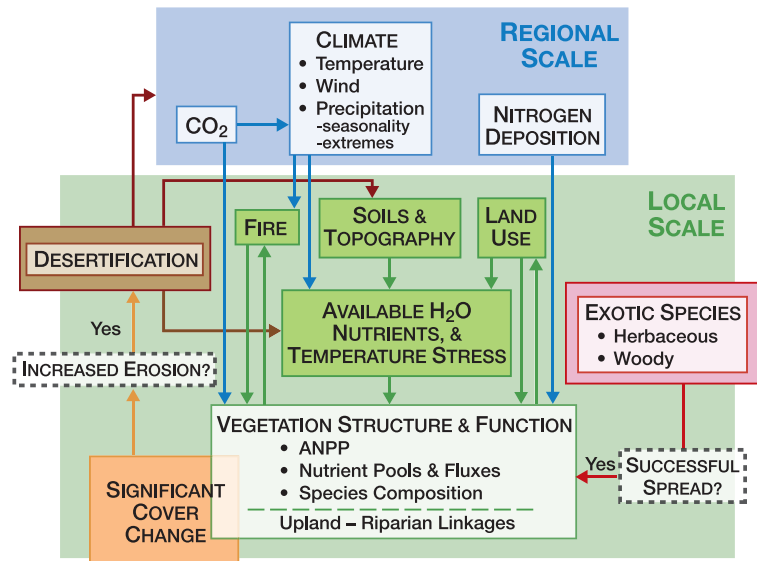 REGIONAL
SCALE
CLIMATE
• Temperature
• Wind
• Precipitation
-seasonality
-extremes
CO₂
NITROGEN
DEPOSITION
LOCAL
SCALE
FIRE
SOILS &
TOPOGRAPHY
LAND
USE
DESERTIFICATION
AVAILABLE H₂O
NUTRIENTS, &
TEMPERATURE STRESS
EXOTIC SPECIES
• Herbaceous
• Woody
Yes
INCREASED EROSION?
VEGETATION STRUCTURE & FUNCTION
• ANPP
• Nutrient Pools & Fluxes
• Species Composition
Upland – Riparian Linkages
Yes
SUCCESSFUL
SPREAD?
SIGNIFICANT
COVER
CHANGE